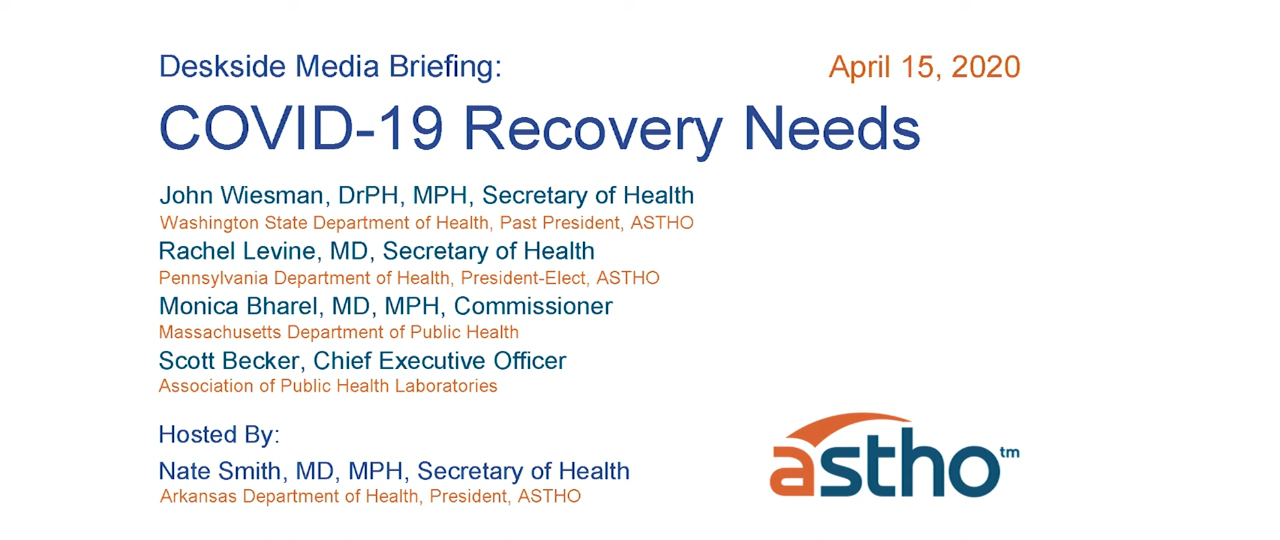 Deskside Media Briefing: April 15, 2020
COVID-19 Recovery Needs
John Wiesman, DrPH, MPH, Secretary of Health
Washington State Department of Health, Past President, ASTHO
Rachel Levine, MD, Secretary of Health
Pennsylvania Department of Health, President-Elect, ASTHO
Monica Bharel, MD, MPH, Commissioner
Massachusetts Department of Public Health
Scott Becker, Chief Executive Officer
Association of Public Health Laboratories
Hosted By:
Nate Smith, MD, MPH, Secretary of Health
Arkansas Department of Health, President, ASTHO
astho™